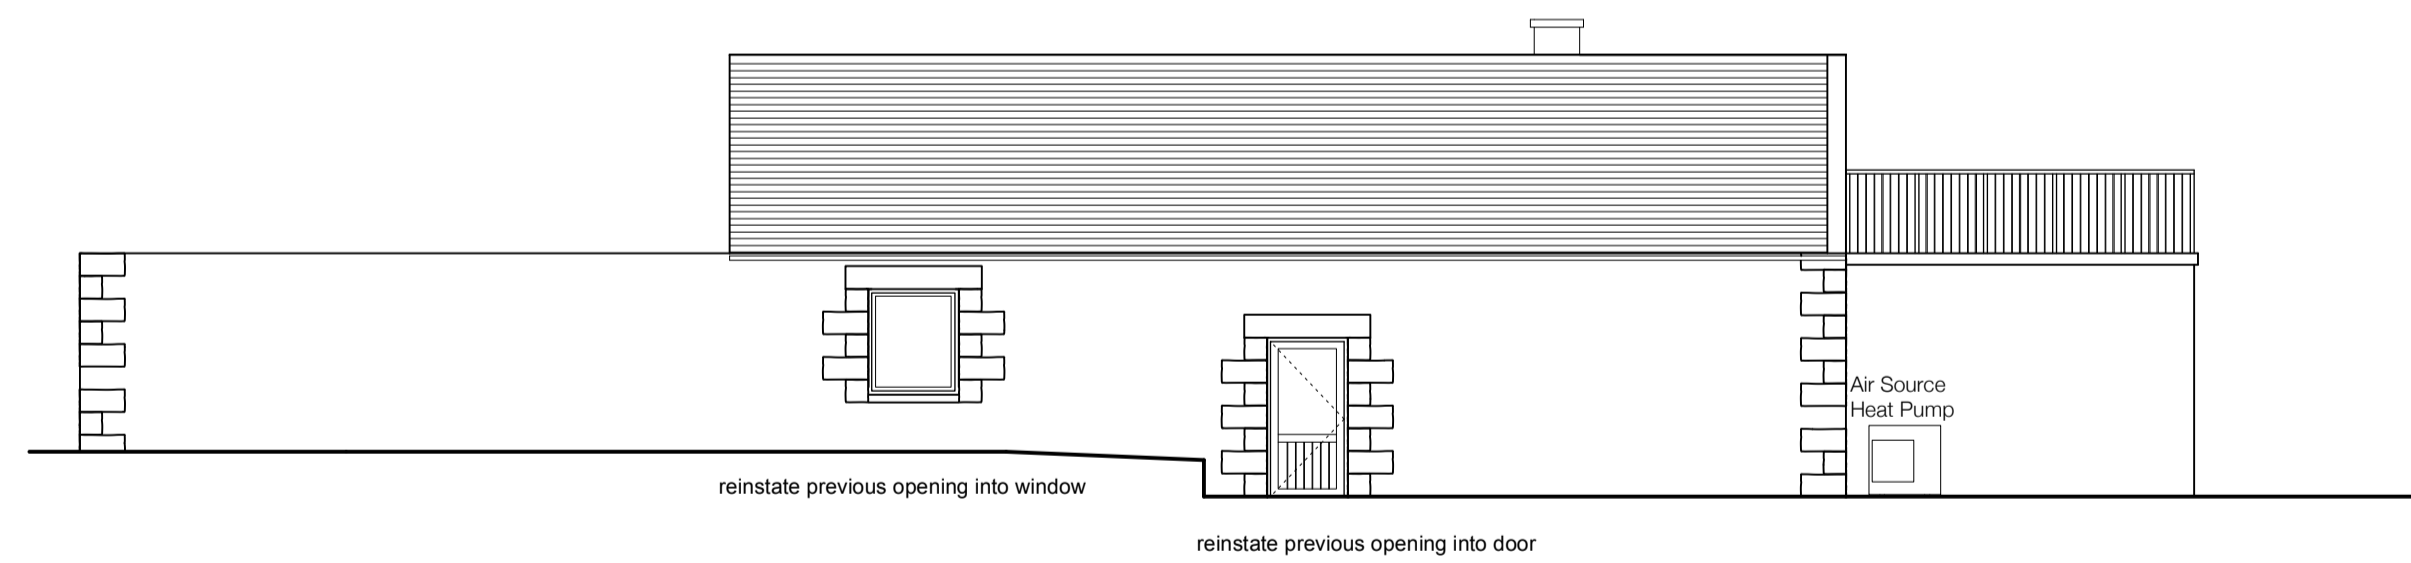 Air Source
Heat Pump
reinstate previous opening into window
reinstate previous opening into door